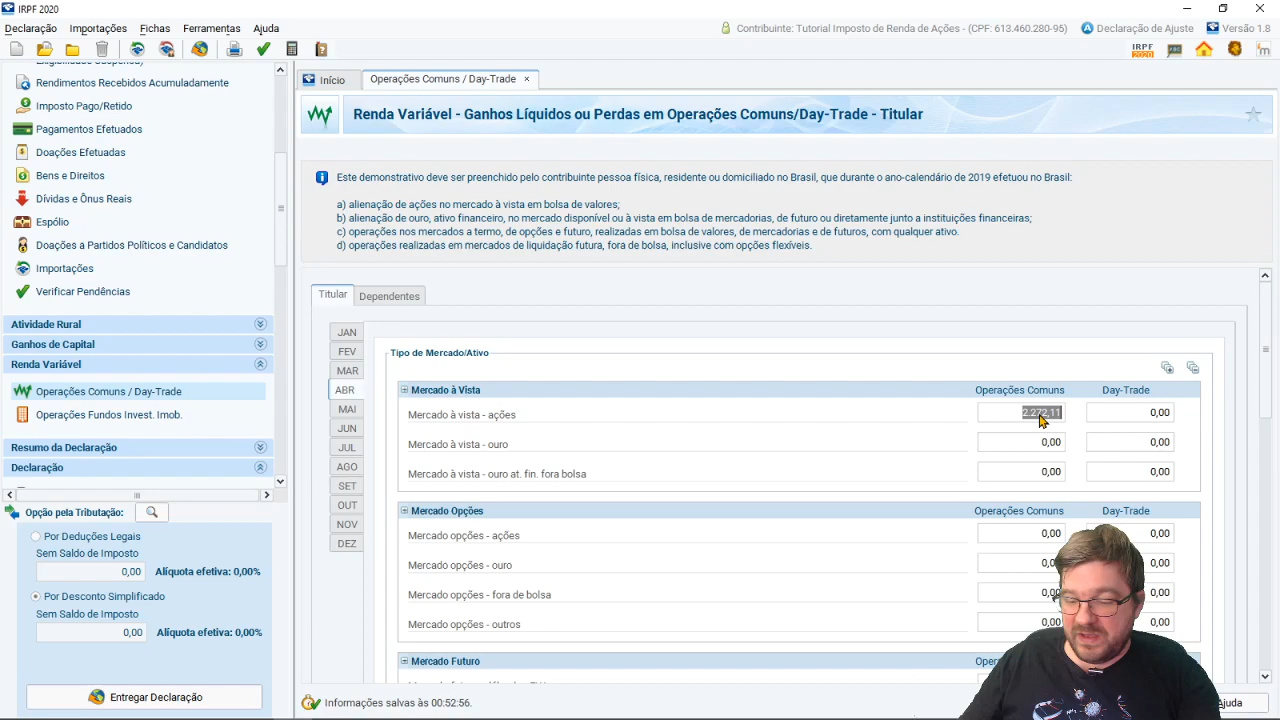 IRPF 2020
Declaração Importações Fichas Ferramentas Ajuda
Contribuinte: Tutorial Imposto de Renda de Ações - (CPF: 613.460.280-95)
Declaração de Ajuste
Versão 1.8
IRPF
2020
Rendimentos Recebidos Acumuladamente
Imposto Pago/Retido
Pagamentos Efetuados
Doações Efetuadas
Bens e Direitos
Dívidas e Ônus Reais
Espólio
Doações a Partidos Políticos e Candidatos
Importações
Verificar Pendências
Atividade Rural
Ganhos de Capital
Renda Variável
Operações Comuns / Day-Trade
Operações Fundos Invest. Imob.
Resumo da Declaração
Declaração
Opção pela Tributação:
Por Deduções Legais
Sem Saldo de Imposto
0,00 Alíquota efetiva: 0,00%
Por Desconto Simplificado
Sem Saldo de Imposto
0,00 Alíquota efetiva: 0,00%
Entregar Declaração
Início
Operações Comuns / Day-Trade ×
Renda Variável - Ganhos Líquidos ou Perdas em Operações Comuns/Day-Trade - Titular
Este demonstrativo deve ser preenchido pelo contribuinte pessoa física, residente ou domiciliado no Brasil, que durante o ano-calendário de 2019 efetuou no Brasil:
a) alienação de ações no mercado à vista em bolsa de valores;
b) alienação de ouro, ativo financeiro, no mercado disponível ou à vista em bolsa de mercadorias, de futuro ou diretamente junto a instituições financeiras;
c) operações nos mercados a termo, de opções e futuro, realizadas em bolsa de valores, de mercadorias e de futuros, com qualquer ativo.
d) operações realizadas em mercados de liquidação futura, fora de bolsa, inclusive com opções flexíveis.
Titular
Dependentes
JAN
FEV
MAR
ABR
MAI
JUN
JUL
AGO
SET
OUT
NOV
DEZ
Tipo de Mercado/Ativo
Mercado à Vista Operações Comuns Day-Trade
Mercado à vista - ações 2.272,11 0,00
Mercado à vista - ouro 0,00 0,00
Mercado à vista - ouro at. fin. fora bolsa 0,00 0,00
Mercado Opções Operações Comuns Day-Trade
Mercado opções - ações 0,00 0,00
Mercado opções - ouro 0,00 0,00
Mercado opções - fora de bolsa 0,00 0,00
Mercado opções - outros 0,00 0,00
Mercado Futuro
Informações salvas às 00:52:56.
Ajuda